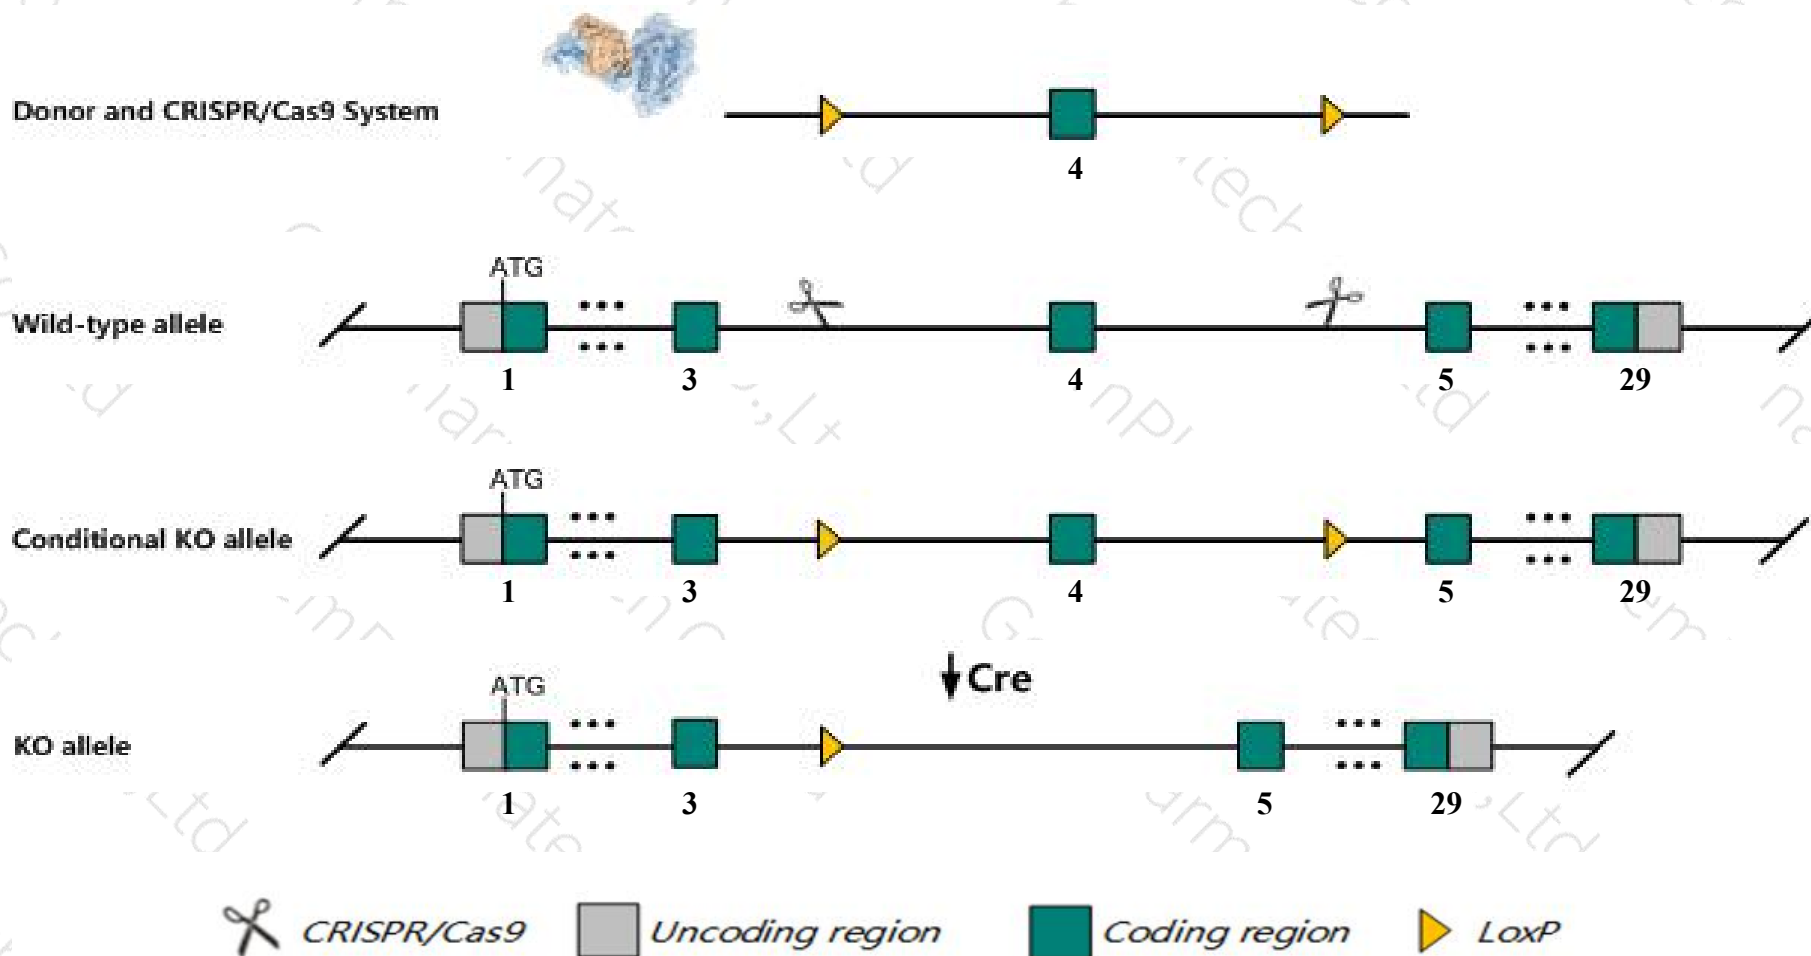 Donor and CRISPR/Cas9 System
4
ATG
Wild-type allele
1 3 4 5 29
ATG
Conditional KO allele
1 3 4 5 29
Cre
ATG
KO allele
1 3 5 29
CRISPR/Cas9 Uncoding region Coding region LoxP